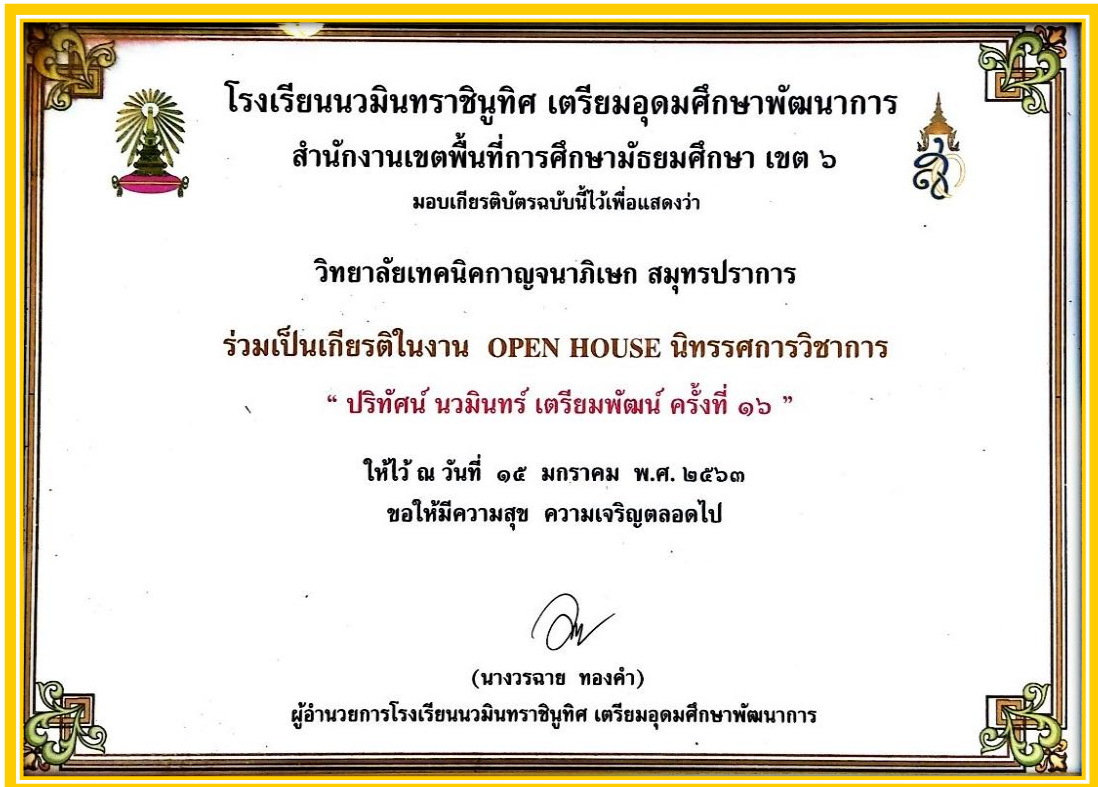 โรงเรียนนวมินทราชินูทิศ เตรียมอุดมศึกษาพัฒนาการ
สำนักงานเขตพื้นที่การศึกษามัธยมศึกษา เขต ๖
มอบเกียรติบัตรฉบับนี้ไว้เพื่อแสดงว่า
วิทยาลัยเทคนิคกาญจนาภิเษก สมุทรปราการ
ร่วมเป็นเกียรติในงาน OPEN HOUSE นิทรรศการวิชาการ
“ ปริทัศน์ นวมินทร์ เตรียมพัฒน์ ครั้งที่ ๑๖ ”
ให้ไว้ ณ วันที่ ๑๕ มกราคม พ.ศ. ๒๕๖๓
ขอให้มีความสุข ความเจริญตลอดไป
(นางวรฉาย ทองคำ)
ผู้อำนวยการโรงเรียนนวมินทราชินูทิศ เตรียมอุดมศึกษาพัฒนาการ